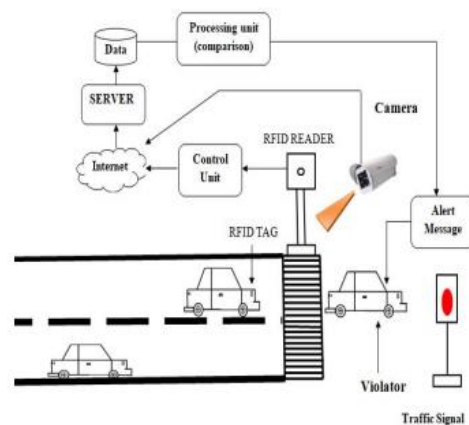 Data
Processing unit
(comparison)
SERVER
Camera
RFID READER
Internet
Control
Unit
Alert
Message
RFID TAG
Violator
Traffic Signal